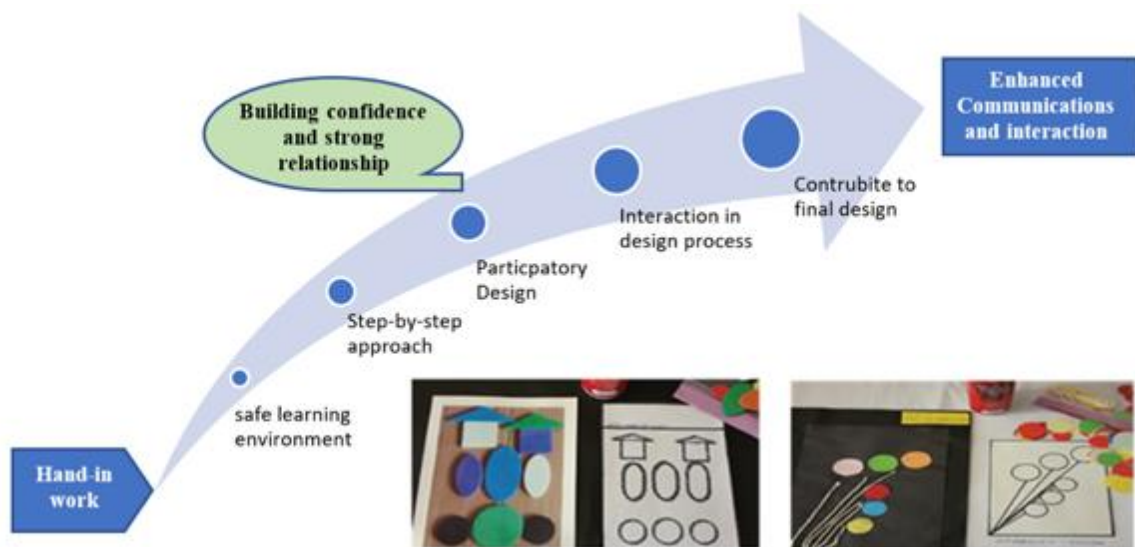 Building confidence
and strong
relationship
Enhanced
Communications
and interaction
Contrubite to
final design
Interaction in
design process
Particpatory
Design
Step-by-step
approach
safe learning
environment
Hand-in
work